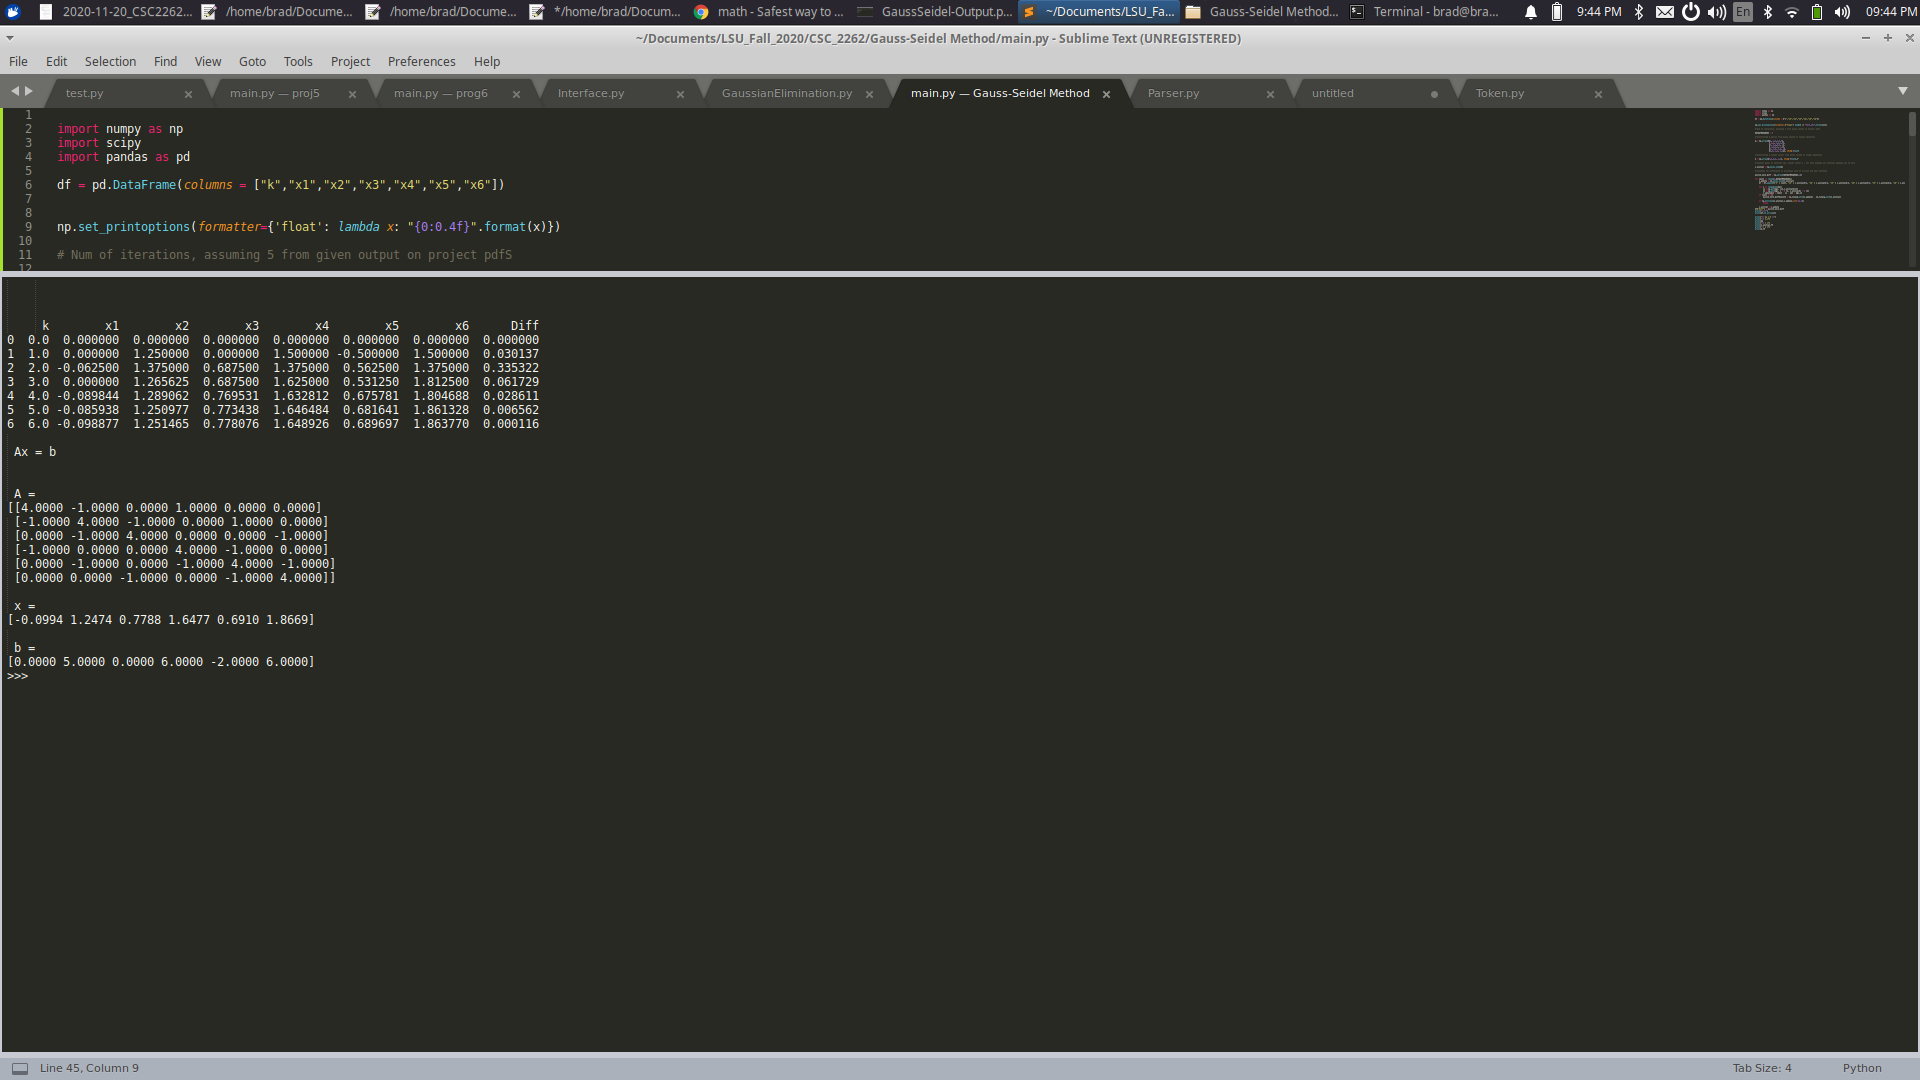 2020-11-20_CSC2262... /home/brad/Docume... /home/brad/Docume... */home/brad/Docum... math - Safest way to ... GaussSeidel-Output.p... ~/Documents/LSU_Fa... Gauss-Seidel Method... Terminal - brad@bra... 9:44 PM En 09:44 PM
~/Documents/LSU_Fall_2020/CSC_2262/Gauss-Seidel Method/main.py - Sublime Text (UNREGISTERED)
File Edit Selection Find View Goto Tools Project Preferences Help
test.py main.py — proj5 main.py — prog6 Interface.py GaussianElimination.py main.py — Gauss-Seidel Method Parser.py untitled Token.py
1
2 import numpy as np
3 import scipy
4 import pandas as pd
5
6 df = pd.DataFrame(columns = ["k","x1","x2","x3","x4","x5","x6"])
7
8
9 np.set_printoptions(formatter={'float': lambda x: "{0:0.4f}".format(x)})
10
11 # Num of iterations, assuming 5 from given output on project pdfS
12
k x1 x2 x3 x4 x5 x6 Diff
0 0.0 0.000000 0.000000 0.000000 0.000000 0.000000 0.000000 0.000000
1 1.0 0.000000 1.250000 0.000000 1.500000 -0.500000 1.500000 0.030137
2 2.0 -0.062500 1.375000 0.687500 1.375000 0.562500 1.375000 0.335322
3 3.0 0.000000 1.265625 0.687500 1.625000 0.531250 1.812500 0.061729
4 4.0 -0.089844 1.289062 0.769531 1.632812 0.675781 1.804688 0.028611
5 5.0 -0.085938 1.250977 0.773438 1.646484 0.681641 1.861328 0.006562
6 6.0 -0.098877 1.251465 0.778076 1.648926 0.689697 1.863770 0.000116
Ax = b
A =
[[4.0000 -1.0000 0.0000 1.0000 0.0000 0.0000]
[-1.0000 4.0000 -1.0000 0.0000 1.0000 0.0000]
[0.0000 -1.0000 4.0000 0.0000 0.0000 -1.0000]
[-1.0000 0.0000 0.0000 4.0000 -1.0000 0.0000]
[0.0000 -1.0000 0.0000 -1.0000 4.0000 -1.0000]
[0.0000 0.0000 -1.0000 0.0000 -1.0000 4.0000]]
x =
[-0.0994 1.2474 0.7788 1.6477 0.6910 1.8669]
b =
[0.0000 5.0000 0.0000 6.0000 -2.0000 6.0000]
>>>
Line 45, Column 9 Tab Size: 4 Python